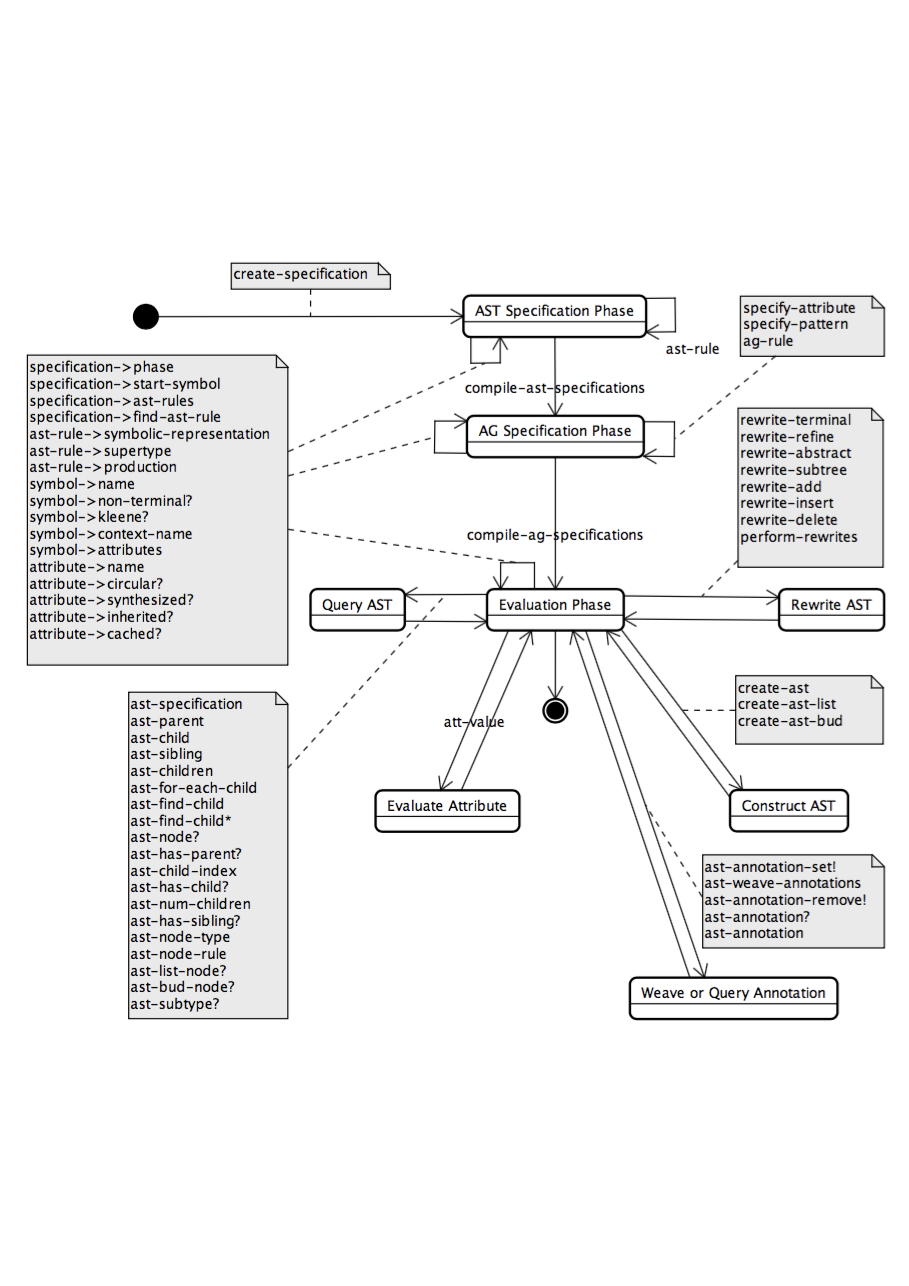 create-specification
AST Specification Phase
ast-rule
specify-attribute
specify-pattern
ag-rule
specification->phase
specification->start-symbol
specification->ast-rules
specification->find-ast-rule
ast-rule->symbolic-representation
ast-rule->supertype
ast-rule->production
symbol->name
symbol->non-terminal?
symbol->kleene?
symbol->context-name
symbol->attributes
attribute->name
attribute->circular?
attribute->synthesized?
attribute->inherited?
attribute->cached?
compile-ast-specifications
AG Specification Phase
rewrite-terminal
rewrite-refine
rewrite-abstract
rewrite-subtree
rewrite-add
rewrite-insert
rewrite-delete
perform-rewrites
compile-ag-specifications
Query AST
Evaluation Phase
Rewrite AST
create-ast
create-ast-list
create-ast-bud
ast-specification
ast-parent
ast-child
ast-sibling
ast-children
ast-for-each-child
ast-find-child
ast-find-child*
ast-node?
ast-has-parent?
ast-child-index
ast-has-child?
ast-num-children
ast-has-sibling?
ast-node-type
ast-node-rule
ast-list-node?
ast-bud-node?
ast-subtype?
att-value
Evaluate Attribute
Construct AST
ast-annotation-set!
ast-weave-annotations
ast-annotation-remove!
ast-annotation?
ast-annotation
Weave or Query Annotation